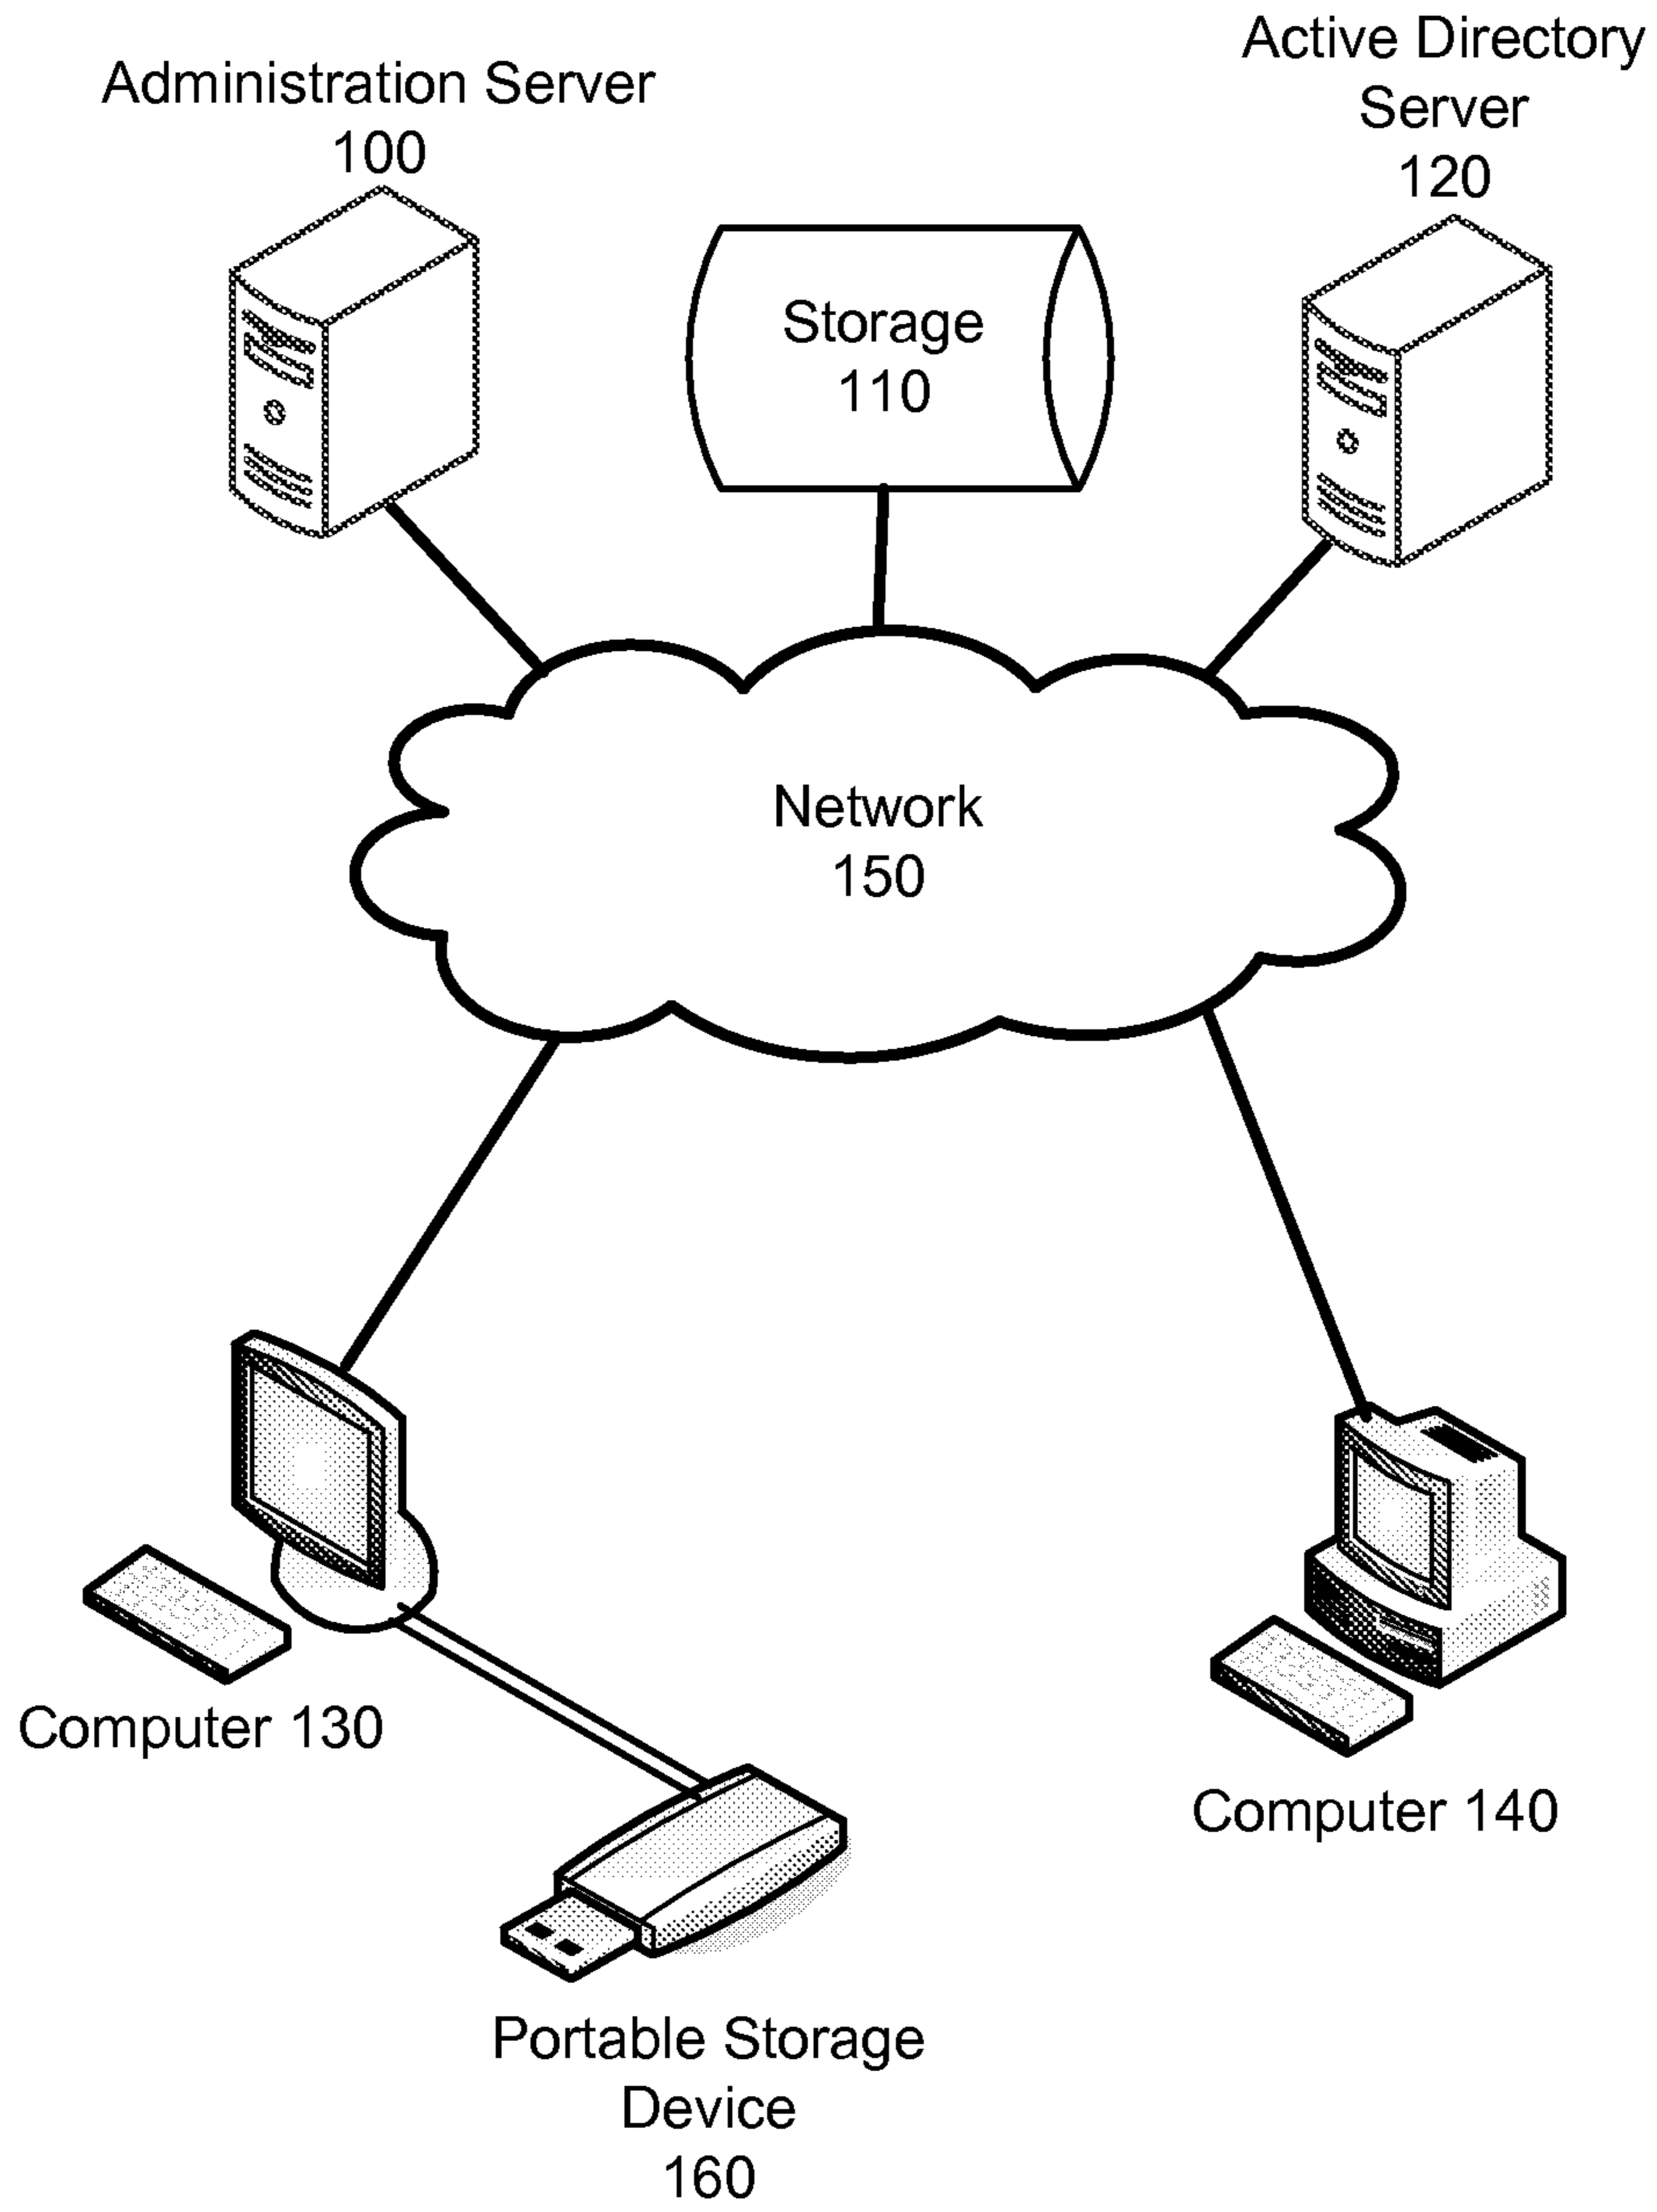 Administration Server
100
Active Directory
Server
120
Storage
110
Network
150
Computer 130
Computer 140
Portable Storage
Device
160